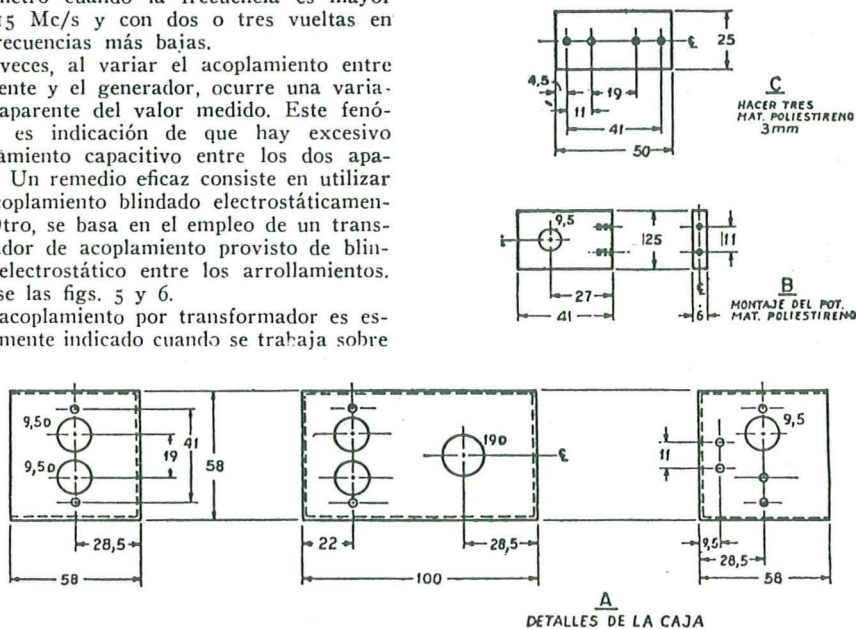 netro cuando la frecuencia es mayor
15 Mc/s y con dos o tres vueltas en
recuencias más bajas.
veces, al variar el acoplamiento entre
ente y el generador, ocurre una varia-
aparente del valor medido. Este fenó-
es indicación de que hay excesivo
amiento capacitivo entre los dos apa-
Un remedio eficaz consiste en utilizar
coplamiento blindado electrostáticamen-
Otro, se basa en el empleo de un trans-
ador de acoplamiento provisto de blin-
electrostático entre los arrollamientos.
se las figs. 5 y 6.
acoplamiento por transformador es es-
mente indicado cuando se trabaja sobre
25
4,5
19
11
41
50
C
HACER TRES
MAT. POLIESTIRENO
3mm
9,5
25
11
27
41
6
B
MONTAJE DEL POT.
MAT. POLIESTIRENO
9,5 D
9,5 D
19
41
58
28,5
58
19D
22
28,5
100
9,5
11
9,5
28,5
58
A
DETALLES DE LA CAJA